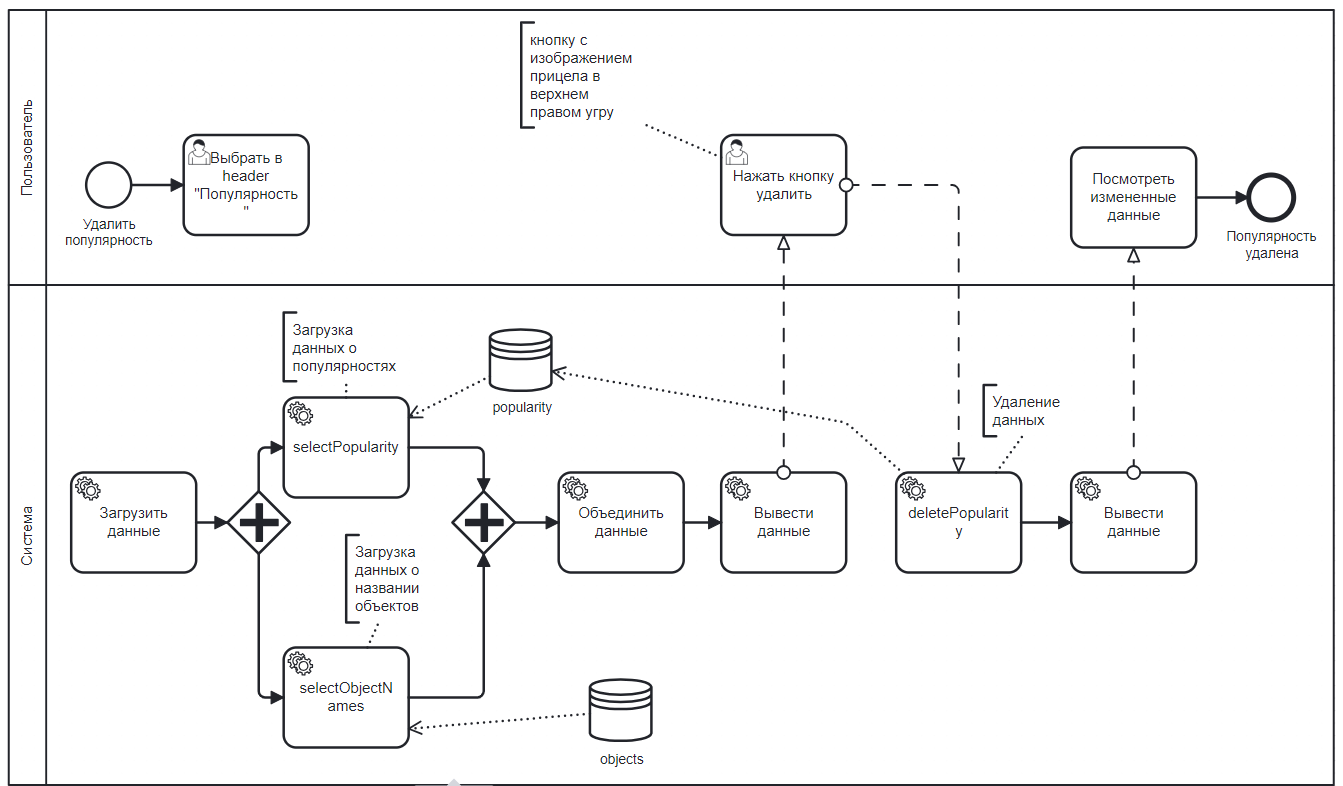 Пользователь
кнопку с
изображением
прицела в
верхнем
правом угру
Выбрать в
header
"Популярность
"
Удалить
популярность
Нажать кнопку
удалить
Посмотреть
измененные
данные
Популярность
удалена
Система
Загрузка
данных о
популярностях
popularity
Удаление
данных
selectPopularity
Загрузить
данные
Объединить
данные
Вывести
данные
deletePopularit
y
Вывести
данные
Загрузка
данных о
названии
объектов
selectObjectN
ames
objects